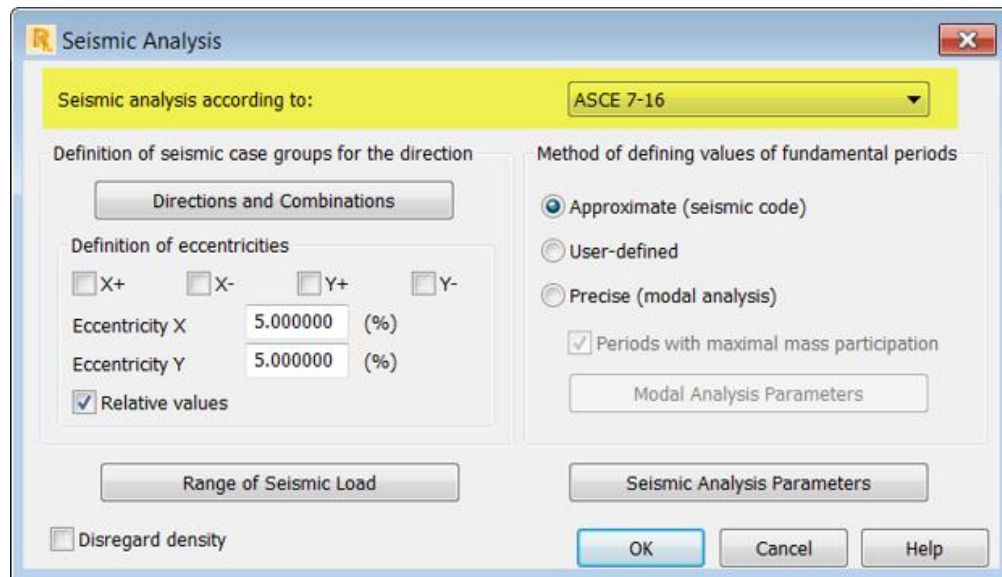 Seismic Analysis
Seismic analysis according to: ASCE 7-16
Definition of seismic case groups for the direction
Directions and Combinations
Definition of eccentricities
X+ X- Y+ Y-
Eccentricity X 5.000000 (%)
Eccentricity Y 5.000000 (%)
Relative values
Method of defining values of fundamental periods
Approximate (seismic code)
User-defined
Precise (modal analysis)
Periods with maximal mass participation
Modal Analysis Parameters
Range of Seismic Load
Seismic Analysis Parameters
Disregard density
OK Cancel Help